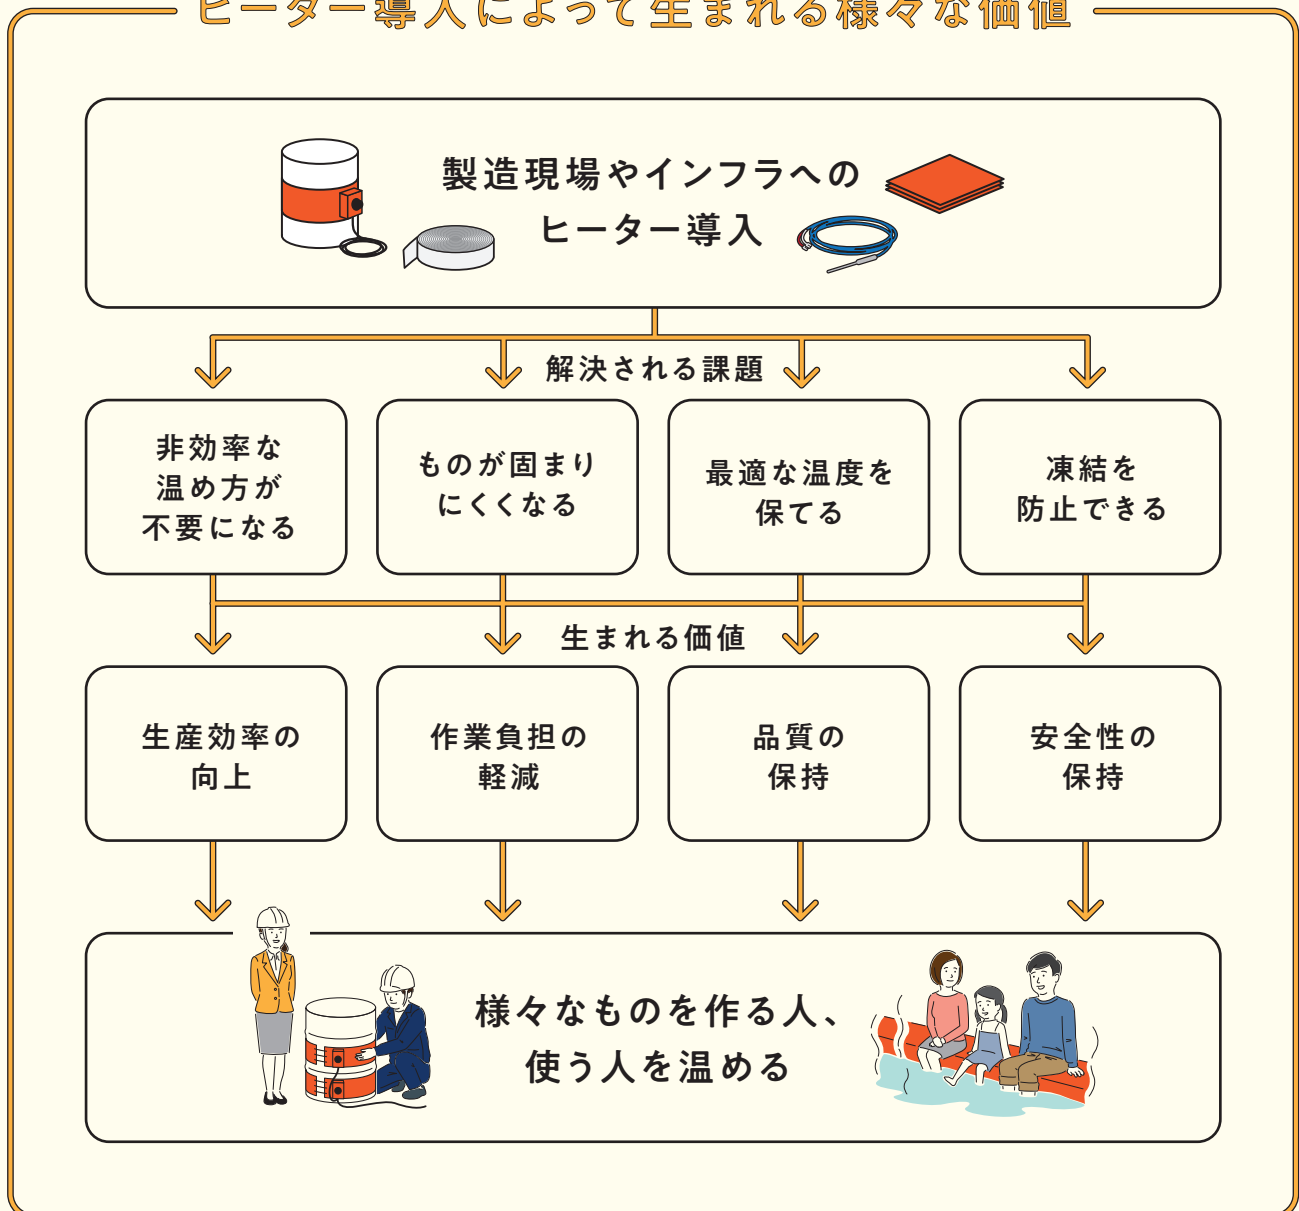 ヒーター導入によって生まれる様々な価値
製造現場やインフラへの
ヒーター導入
解決される課題
非効率な
温め方が
不要になる
ものが固まり
にくくなる
最適な温度を
保てる
凍結を
防止できる
生まれる価値
生産効率の
向上
作業負担の
軽減
品質の
保持
安全性の
保持
様々なものを作る人、
使う人を温める